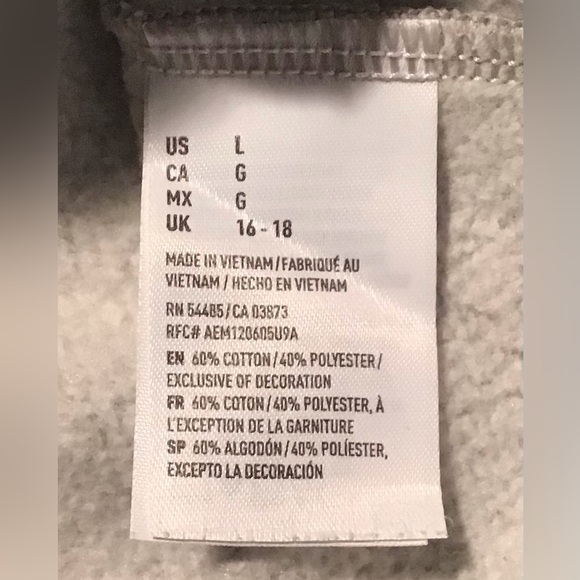 US L
CA G
MX G
UK 16-18
MADE IN VIETNAM/FABRIQUÉ AU
VIETNAM / HECHO EN VIETNAM
RN 54485/CA 03873
RFC# AEM120605U9A
EN 60% COTTON/40% POLYESTER/
EXCLUSIVE OF DECORATION
FR 60% COTON/40% POLYESTER, À
L'EXCEPTION DE LA GARNITURE
SP 60% ALGODÓN/40% POLÍESTER,
EXCEPTO LA DECORACIÓN